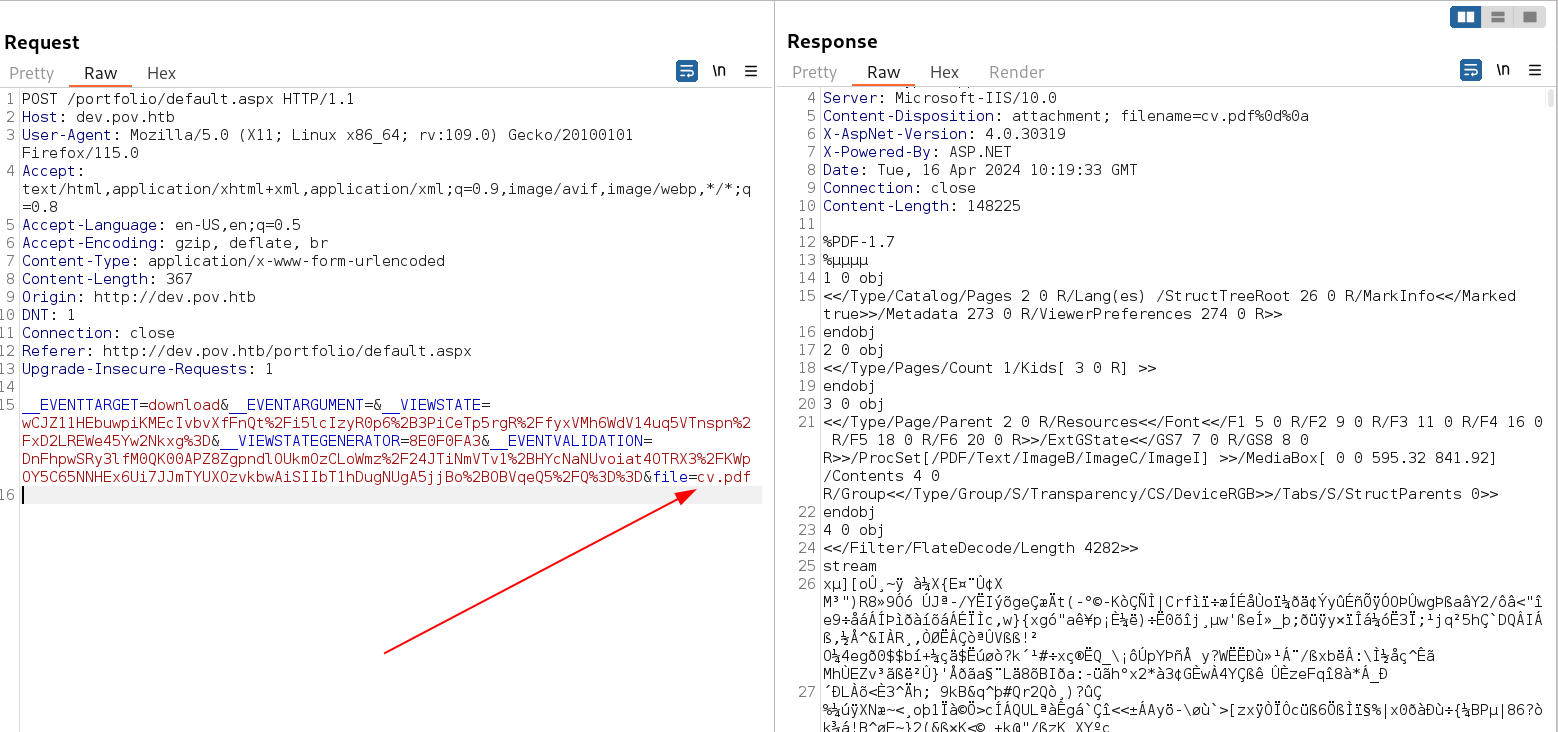 Request
Pretty Raw Hex
\n
1 POST /portfolio/default.aspx HTTP/1.1
2 Host: dev.pov.htb
3 User-Agent: Mozilla/5.0 (X11; Linux x86_64; rv:109.0) Gecko/20100101
Firefox/115.0
4 Accept:
text/html,application/xhtml+xml,application/xml;q=0.9,image/avif,image/webp,*/*;q
=0.8
5 Accept-Language: en-US,en;q=0.5
6 Accept-Encoding: gzip, deflate, br
7 Content-Type: application/x-www-form-urlencoded
8 Content-Length: 367
9 Origin: http://dev.pov.htb
10 DNT: 1
11 Connection: close
12 Referer: http://dev.pov.htb/portfolio/default.aspx
13 Upgrade-Insecure-Requests: 1
14
15 __EVENTTARGET=download&__EVENTARGUMENT=&__VIEWSTATE=
wCJZ11HEbuwpiKMEcIvbvXfFnQt%2Fi5lcIzyR0p6%2B3PiCeTp5rgR%2FfyxVMh6WdV14uq5VTnspn%2
FxD2LREWe45Yw2Nkxg%3D&__VIEWSTATEGENERATOR=8E0F0FA3&__EVENTVALIDATION=
DnFhpwSRy3lfM0QK00APZ8ZgpndlOUkmOzCLoWmz%2F24JTiNmVTv1%2BHYcNaNUvoiat4OTRX3%2FKWp
OY5C65NNHEx6Ui7JJmTYUXOzvkbwAiSIIbT1hDugNUgA5jjBo%2BOBVqeQ5%2FQ%3D%3D&file=cv.pdf
16
Response
Pretty Raw Hex Render
\n
4 Server: Microsoft-IIS/10.0
5 Content-Disposition: attachment; filename=cv.pdf%0d%0a
6 X-AspNet-Version: 4.0.30319
7 X-Powered-By: ASP.NET
8 Date: Tue, 16 Apr 2024 10:19:33 GMT
9 Connection: close
10 Content-Length: 148225
11
12 %PDF-1.7
13 %µµµµ
14 1 0 obj
15 <</Type/Catalog/Pages 2 0 R/Lang(es) /StructTreeRoot 26 0 R/MarkInfo<</Marked
true>>/Metadata 273 0 R/ViewerPreferences 274 0 R>>
16 endobj
17 2 0 obj
18 <</Type/Pages/Count 1/Kids[ 3 0 R] >>
19 endobj
20 3 0 obj
21 <</Type/Page/Parent 2 0 R/Resources<</Font<</F1 5 0 R/F2 9 0 R/F3 11 0 R/F4 16 0
R/F5 18 0 R/F6 20 0 R>>/ExtGState<</GS7 7 0 R/GS8 8 0
R>>/ProcSet[/PDF/Text/ImageB/ImageC/ImageI] >>/MediaBox[ 0 0 595.32 841.92]
/Contents 4 0
R/Group<</Type/Group/S/Transparency/CS/DeviceRGB>>/Tabs/S/StructParents 0>>
22 endobj
23 4 0 obj
24 <</Filter/FlateDecode/Length 4282>>
25 stream
26
27